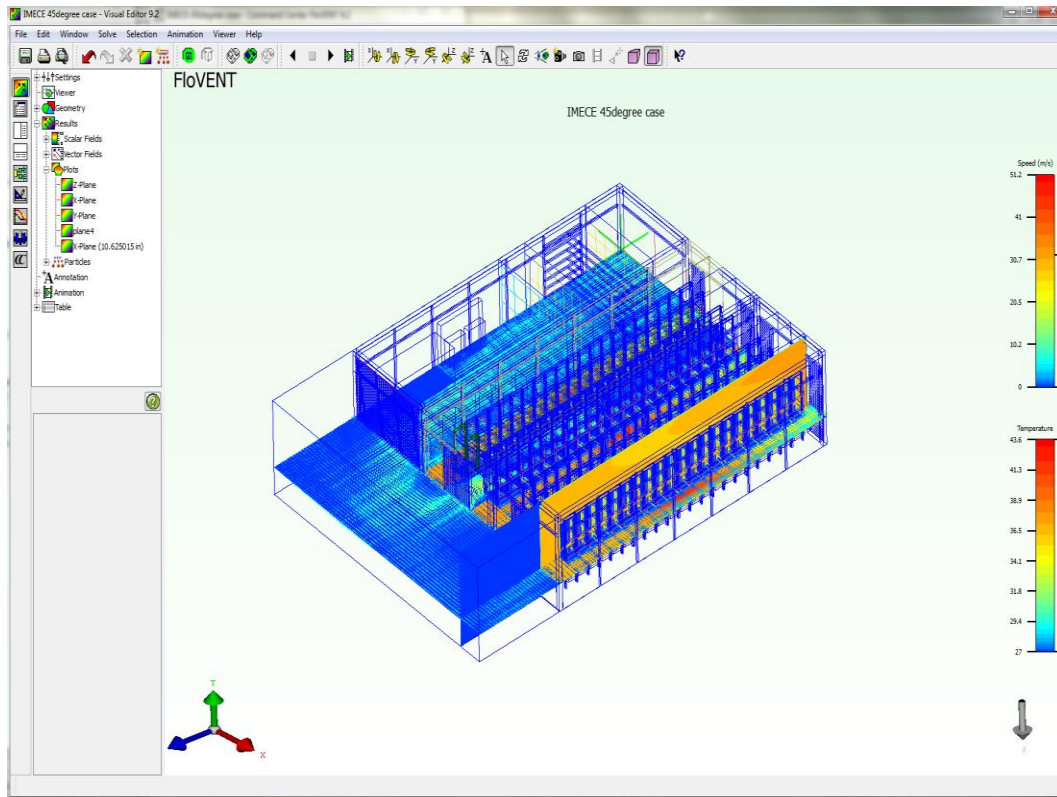 IMECE 45degree case - Visual Editor 9.2
File Edit Window Solve Selection Animation Viewer Help
Settings
Viewer
Geometry
Results
Scalar Fields
Vector Fields
Plots
Z-Plane
X-Plane
Y-Plane
plane4
X-Plane (10.625015 in)
Particles
Annotation
Animation
Table
FloVENT
IMECE 45degree case
Speed (m/s)
51.2
41
30.7
20.5
10.2
0
Temperature
43.6
41.3
38.9
36.5
34.1
31.8
29.4
27
Y
X